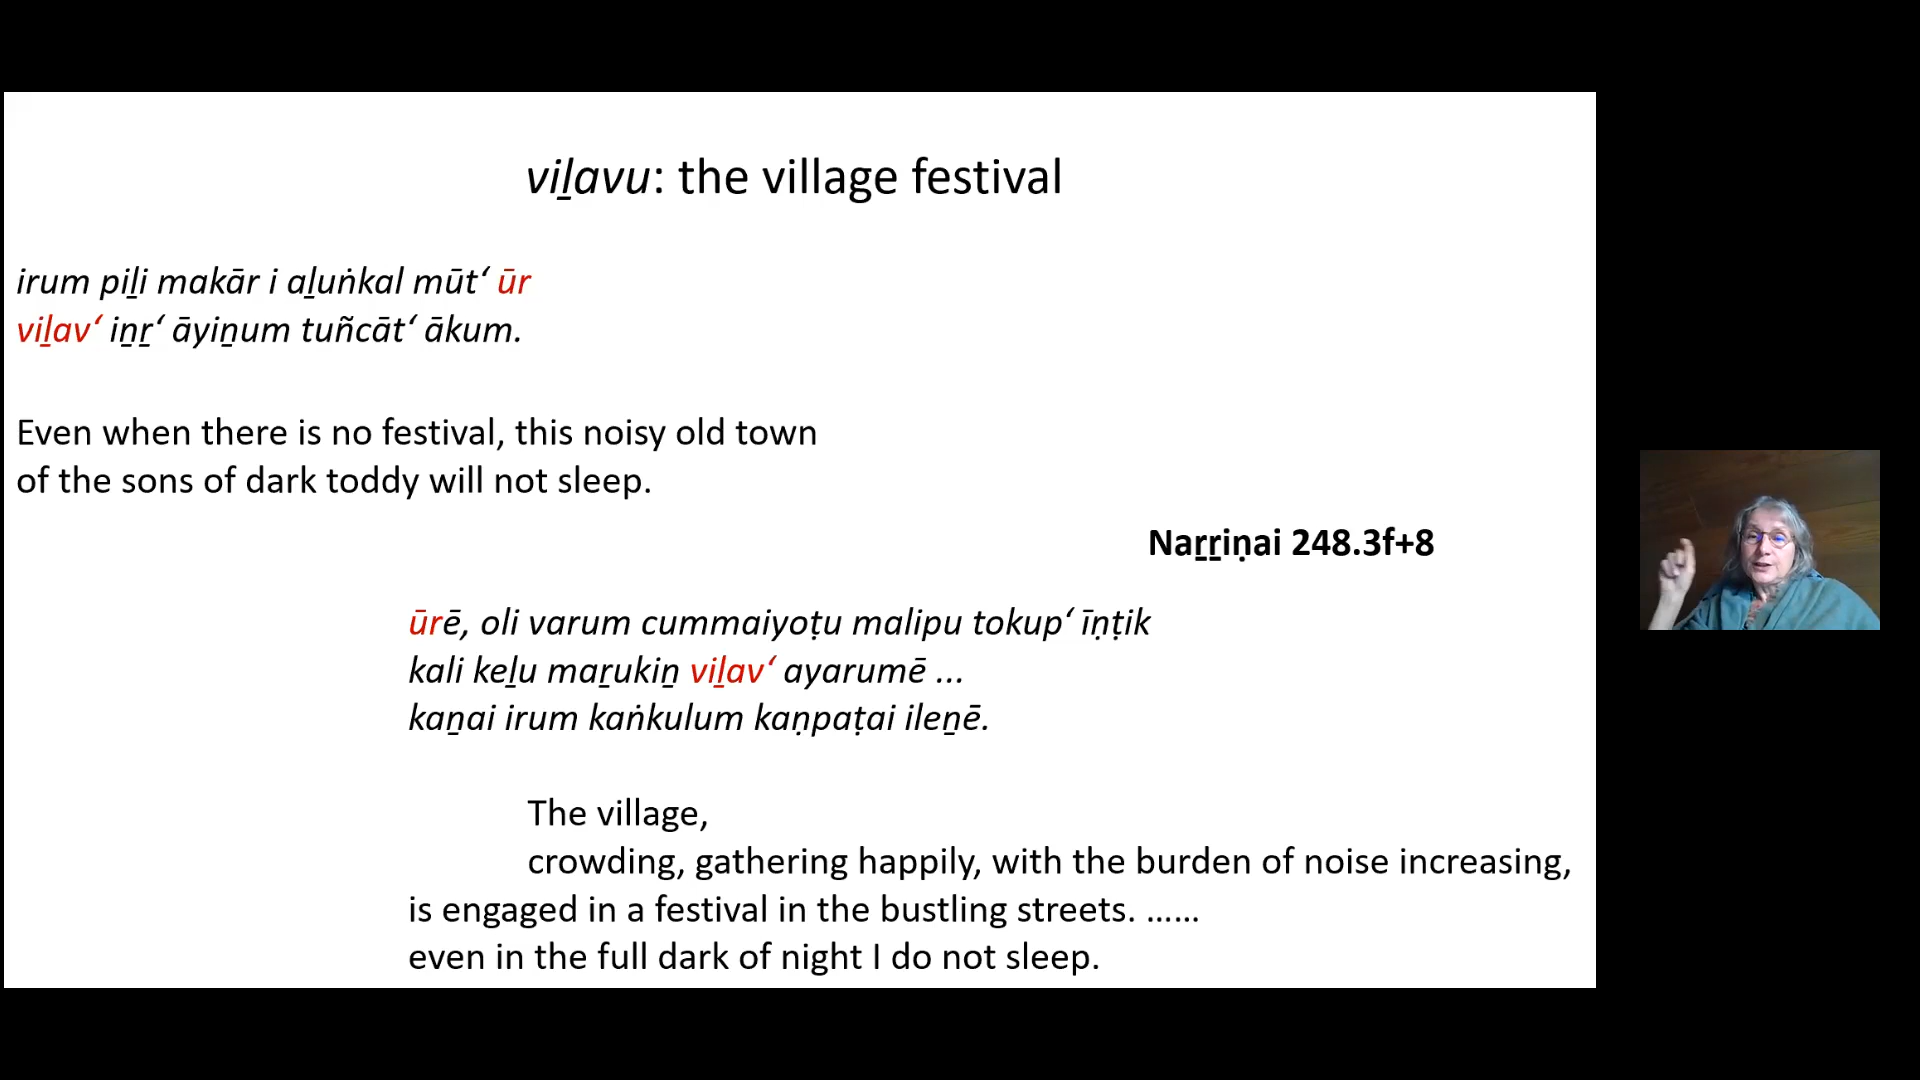 viḻavu: the village festival
irum piḻi makār i aḻuṅkal mūt‘ ūr
viḻav‘ iṉṟ‘ āyiṉum tuñcāt‘ ākum.
Even when there is no festival, this noisy old town
of the sons of dark toddy will not sleep.
Naṟṟiṇai 248.3f+8
ūrē, oli varum cummaiyoṭu malipu tokup‘ īṇṭik
kali keḻu maṟukiṉ viḻav‘ ayarumē ...
kaṉai irum kaṅkulum kaṇpaṭai ileṉē.
The village,
crowding, gathering happily, with the burden of noise increasing,
is engaged in a festival in the bustling streets. ……
even in the full dark of night I do not sleep.